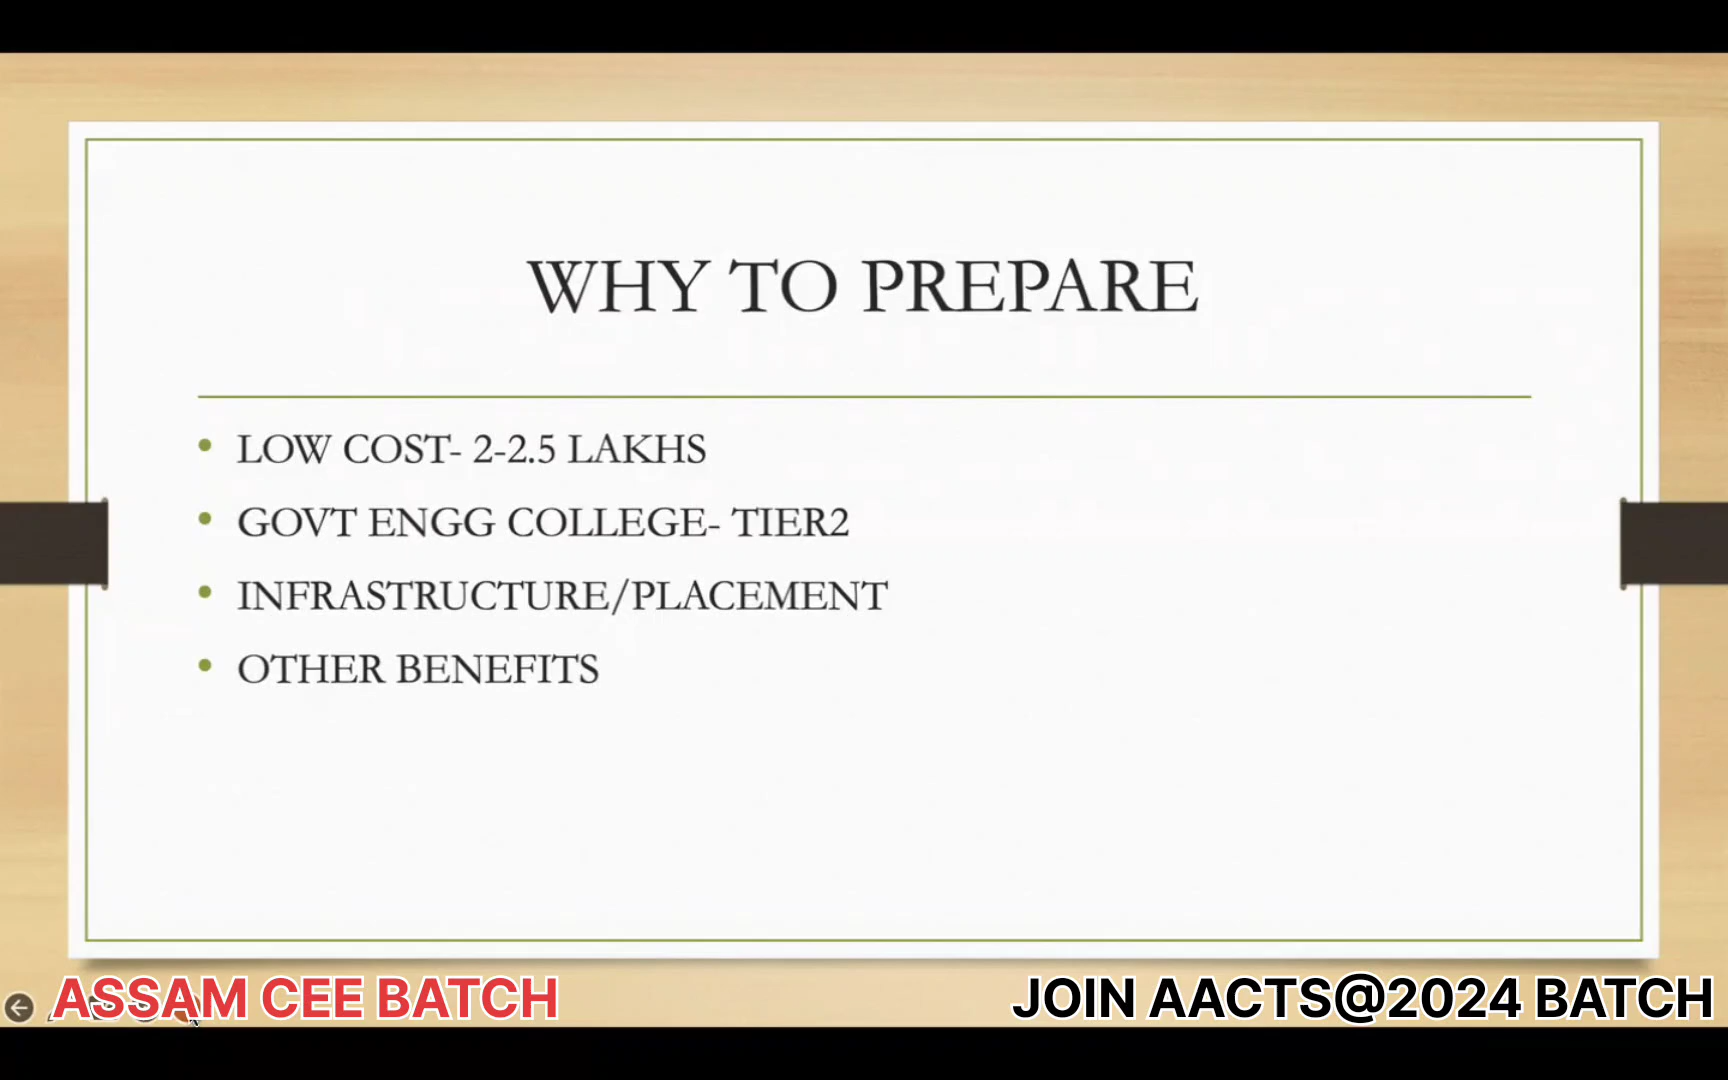 WHY TO PREPARE
• LOW COST- 2-2.5 LAKHS
• GOVT ENGG COLLEGE- TIER2
• INFRASTRUCTURE/PLACEMENT
• OTHER BENEFITS
ASSAM CEE BATCH
JOIN AACTS@2024 BATCH